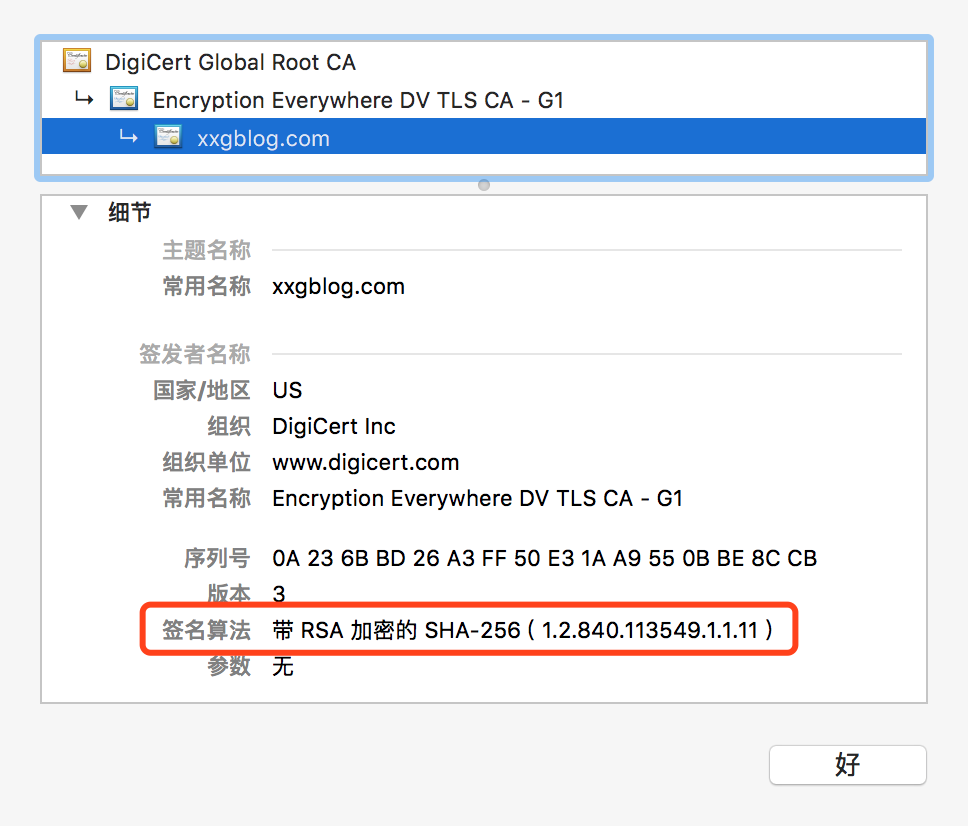 DigiCert Global Root CA
Encryption Everywhere DV TLS CA - G1
xxgblog.com
细节
主题名称
常用名称 xxgblog.com
签发者名称
国家/地区 US
组织 DigiCert Inc
组织单位 www.digicert.com
常用名称 Encryption Everywhere DV TLS CA - G1
序列号 0A 23 6B BD 26 A3 FF 50 E3 1A A9 55 0B BE 8C CB
版本 3
签名算法 带 RSA 加密的 SHA-256 ( 1.2.840.113549.1.1.11 )
参数 无
好